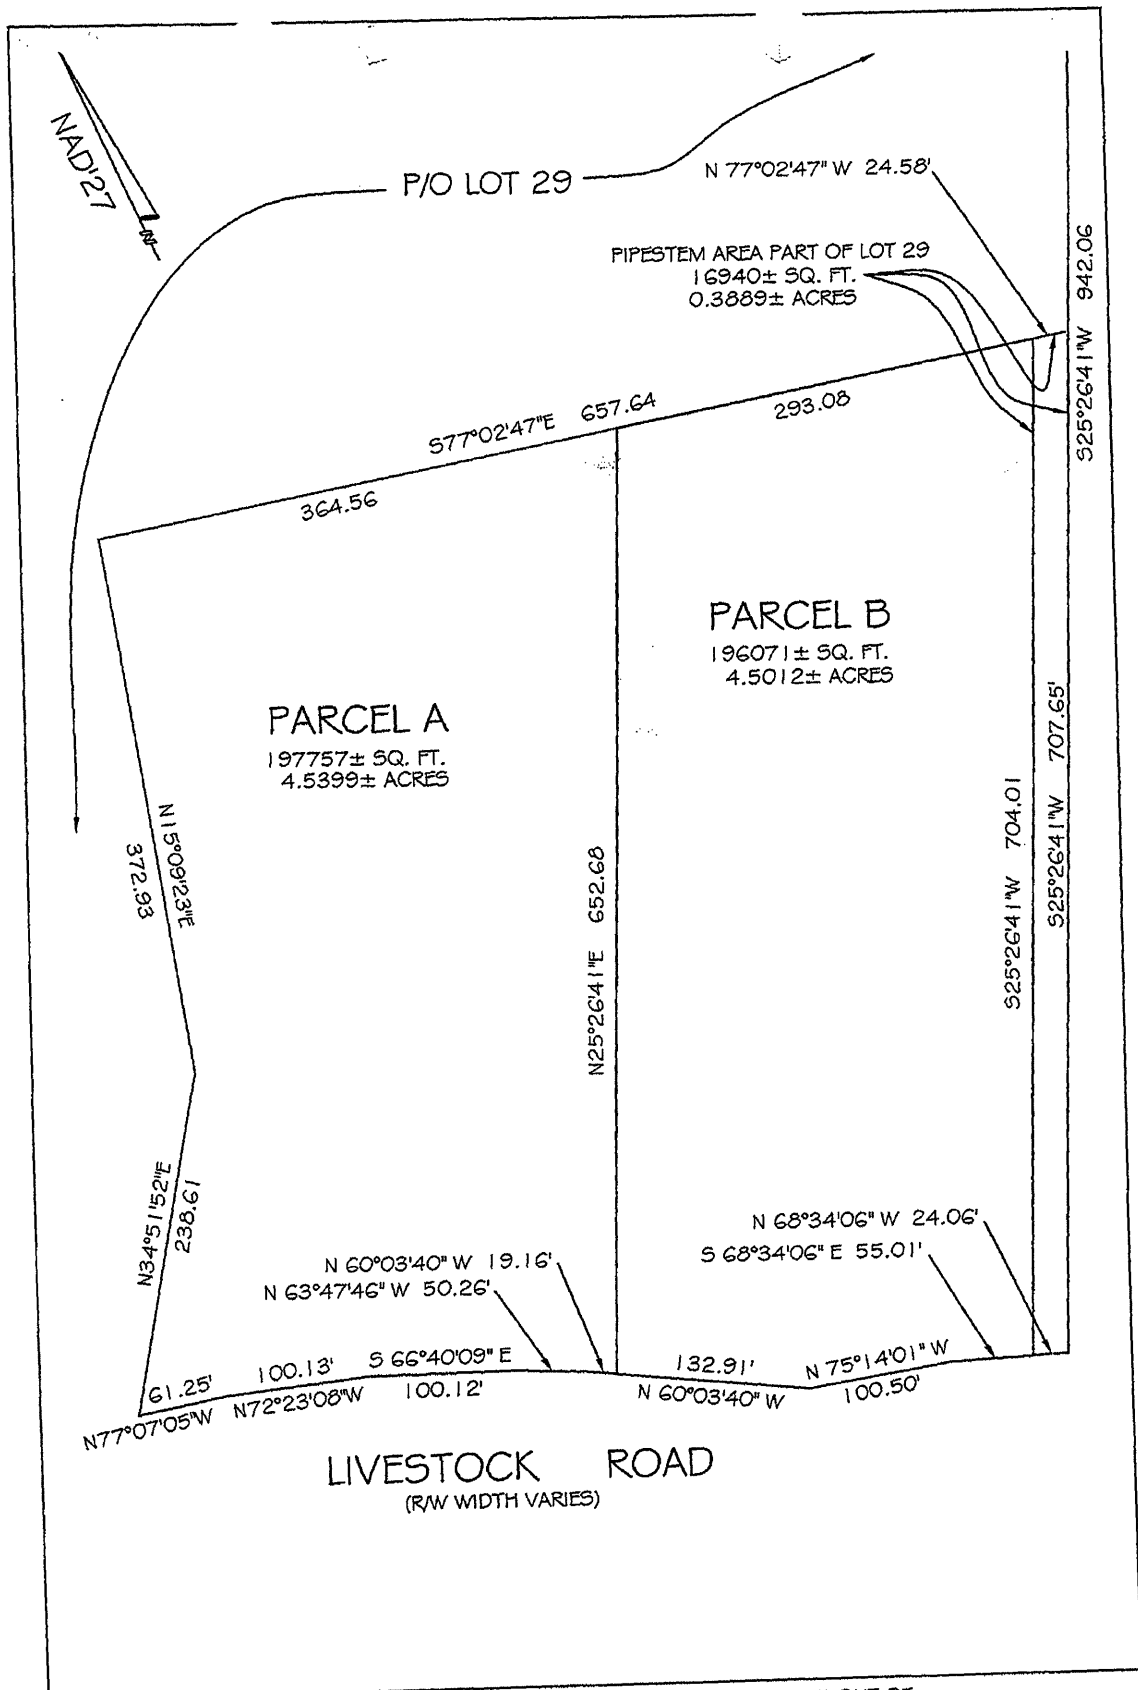 NAD'27
N
P/O LOT 29
N 77°02'47" W 24.58'
PIPESTEM AREA PART OF LOT 29
16940± SQ. FT.
0.3889± ACRES
S25°26'41"W 942.06
S77°02'47"E 657.64
293.08
364.56
PARCEL B
196071± SQ. FT.
4.5012± ACRES
PARCEL A
197757± SQ. FT.
4.5399± ACRES
N15°09'23"E
372.93
N25°26'41"E 652.68
S25°26'41"W 704.01
S25°26'41"W 707.65'
N34°51'52"E
238.61
N 68°34'06" W 24.06'
S 68°34'06" E 55.01'
N 60°03'40" W 19.16'
N 63°47'46" W 50.26'
61.25'
N77°07'05"W
100.13'
N72°23'08"W
S 66°40'09" E
100.12'
132.91'
N 60°03'40" W
N 75°14'01" W
100.50'
LIVESTOCK ROAD
(R/W WIDTH VARIES)